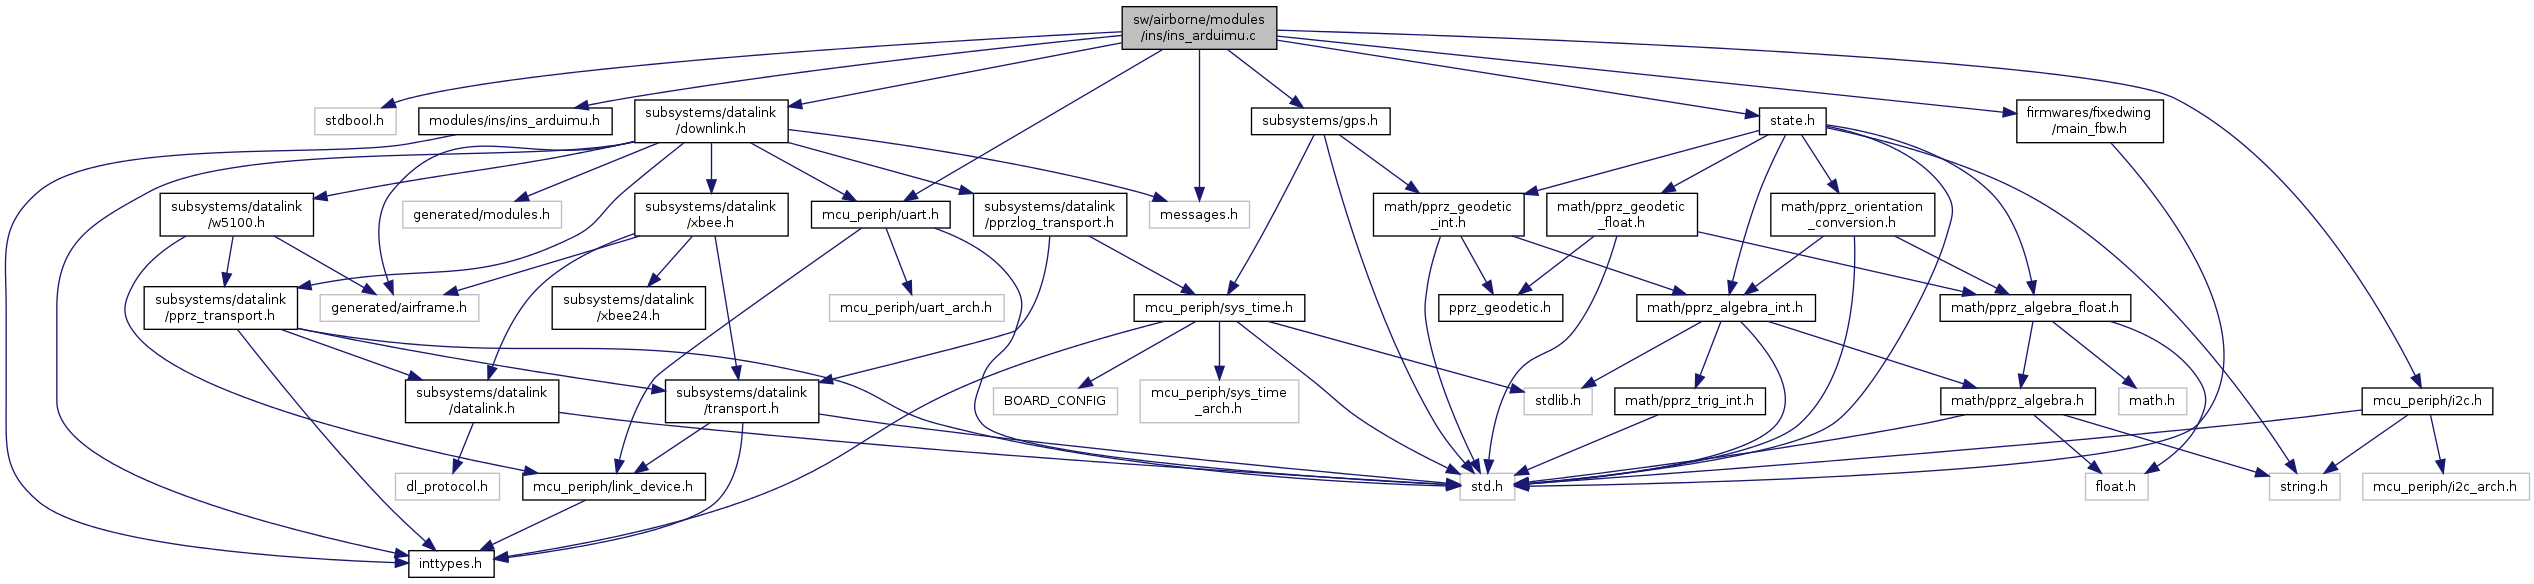 sw/airborne/modules
/ins/ins_arduimu.c
stdbool.h
modules/ins/ins_arduimu.h
subsystems/datalink
/downlink.h
subsystems/gps.h
state.h
firmwares/fixedwing
/main_fbw.h
subsystems/datalink
/w5100.h
generated/modules.h
subsystems/datalink
/xbee.h
mcu_periph/uart.h
subsystems/datalink
/pprzlog_transport.h
messages.h
math/pprz_geodetic
_int.h
math/pprz_geodetic
_float.h
math/pprz_orientation
_conversion.h
subsystems/datalink
/pprz_transport.h
generated/airframe.h
subsystems/datalink
/xbee24.h
mcu_periph/uart_arch.h
mcu_periph/sys_time.h
pprz_geodetic.h
math/pprz_algebra_int.h
math/pprz_algebra_float.h
subsystems/datalink
/datalink.h
subsystems/datalink
/transport.h
BOARD_CONFIG
mcu_periph/sys_time
_arch.h
stdlib.h
math/pprz_trig_int.h
math/pprz_algebra.h
math.h
mcu_periph/i2c.h
dl_protocol.h
mcu_periph/link_device.h
std.h
float.h
string.h
mcu_periph/i2c_arch.h
inttypes.h